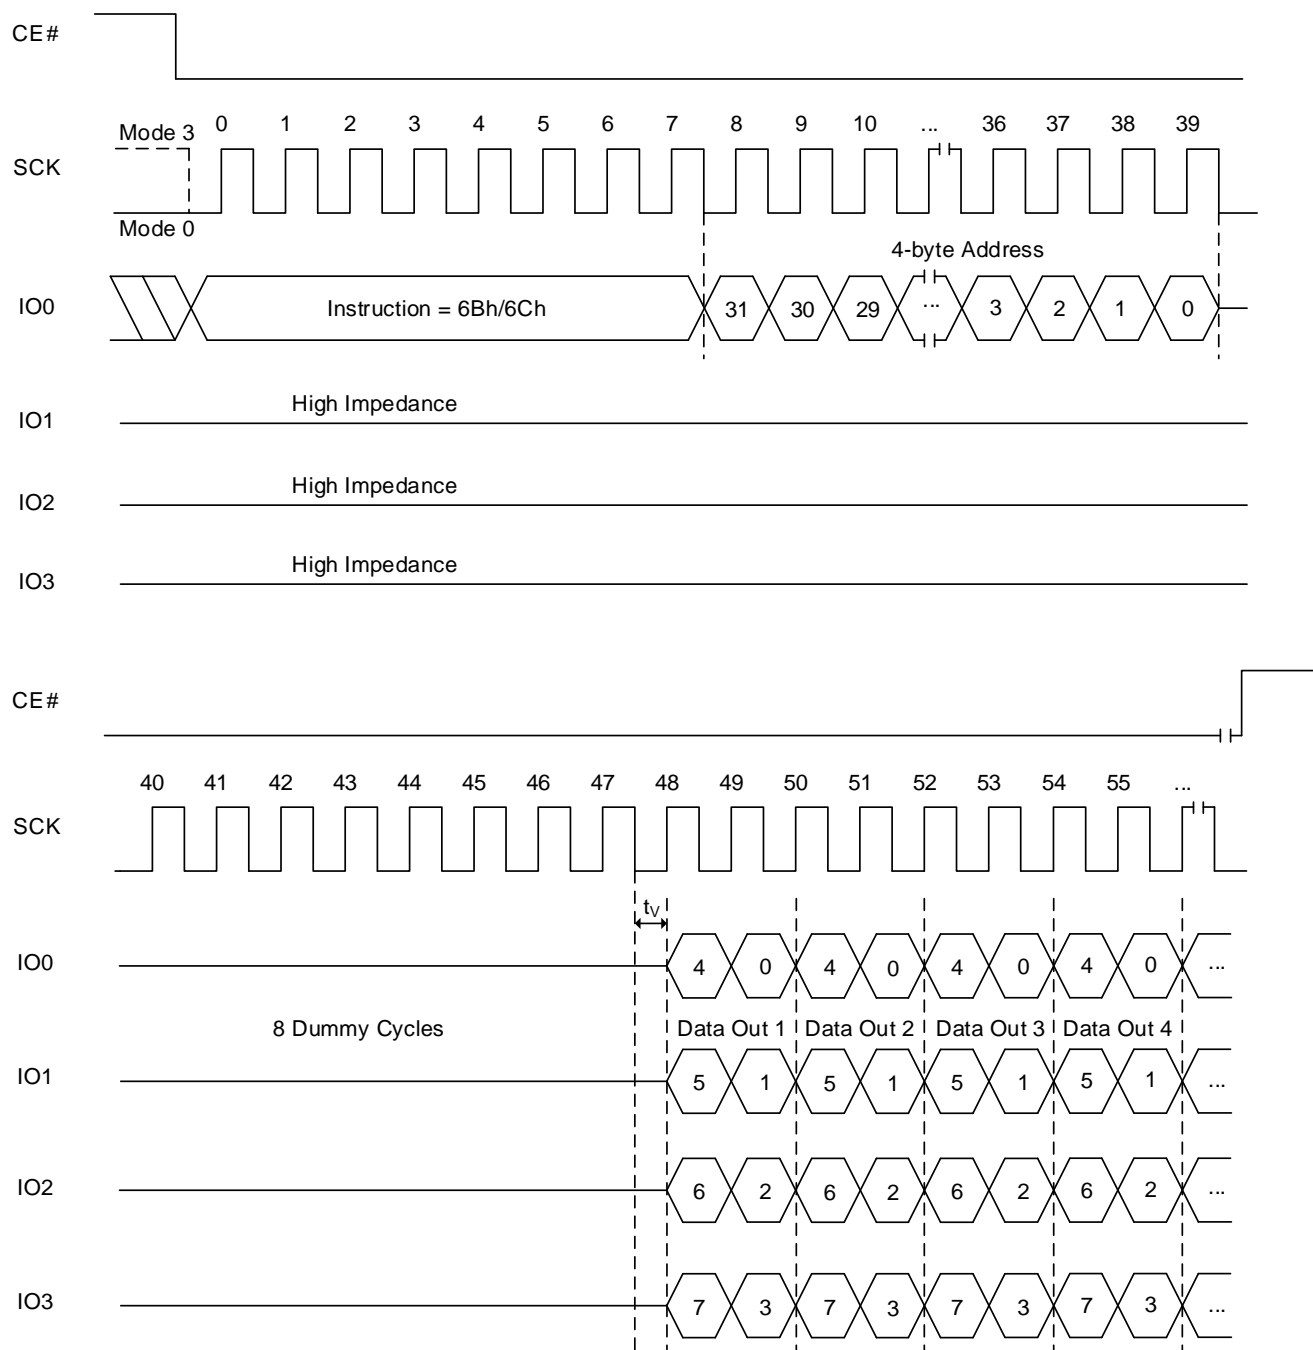 CE#
Mode 3 0 1 2 3 4 5 6 7 8 9 10 ... 36 37 38 39
SCK
Mode 0
4-byte Address
IO0 Instruction = 6Bh/6Ch 31 30 29 ... 3 2 1 0
High Impedance
IO1
High Impedance
IO2
High Impedance
IO3
CE#
40 41 42 43 44 45 46 47 48 49 50 51 52 53 54 55 ...
SCK
tV
IO0 4 0 4 0 4 0 4 0 ...
8 Dummy Cycles Data Out 1 Data Out 2 Data Out 3 Data Out 4
IO1 5 1 5 1 5 1 5 1 ...
IO2 6 2 6 2 6 2 6 2 ...
IO3 7 3 7 3 7 3 7 3 ...